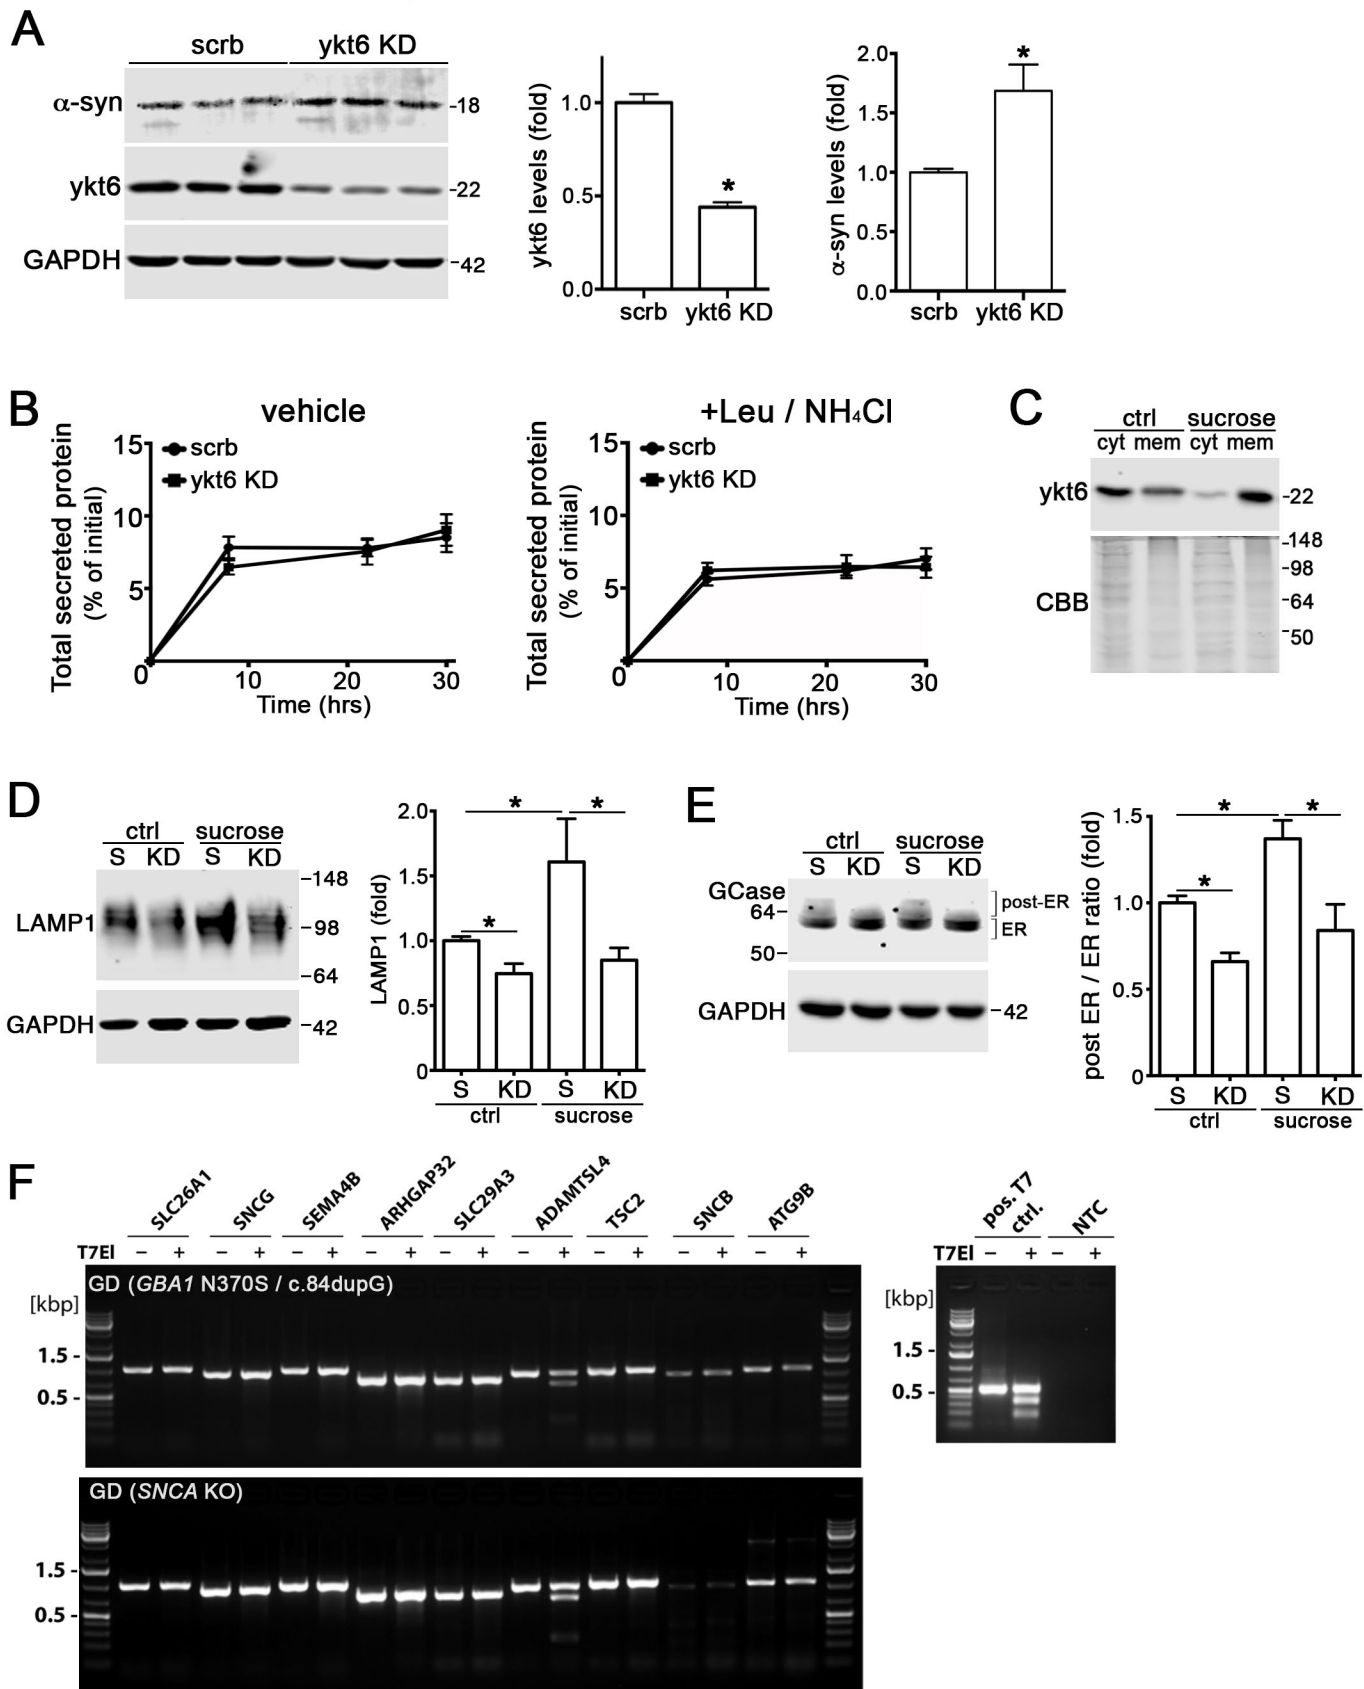 A
scrb ykt6 KD
α-syn
-18
ykt6
-22
GAPDH
-42
ykt6 levels (fold)
1.0
0.5
0.0
*
scrb ykt6 KD
α-syn levels (fold)
2.0
1.5
1.0
0.5
0.0
*
scrb ykt6 KD
B
vehicle
Total secreted protein
(% of initial)
15
10
5
0
scrb
ykt6 KD
10 20 30
Time (hrs)
+Leu / NH₄Cl
Total secreted protein
(% of initial)
15
10
5
0
scrb
ykt6 KD
10 20 30
Time (hrs)
C
ctrl sucrose
cyt mem cyt mem
ykt6
-22
CBB
-148
-98
-64
-50
D
ctrl sucrose
S KD S KD
LAMP1
-148
-98
-64
GAPDH
-42
LAMP1 (fold)
2.0
1.5
1.0
0.5
0
* * *
S KD S KD
ctrl sucrose
E
ctrl sucrose
S KD S KD
GCase
64-
50-
post-ER
ER
GAPDH
-42
post ER / ER ratio (fold)
1.5
1.0
0.5
0
* * *
S KD S KD
ctrl sucrose
F
SLC26A1 SNCG SEMA4B ARHGAP32 SLC29A3 ADAMTSL4 TSC2 SNCB ATG9B
T7EI – + – + – + – + – + – + – + – + – +
GD (GBA1 N370S / c.84dupG)
[kbp]
1.5 -
0.5 -
pos. T7
ctrl.
NTC
T7EI – + – +
[kbp]
1.5 -
0.5 -
GD (SNCA KO)
1.5 -
0.5 -